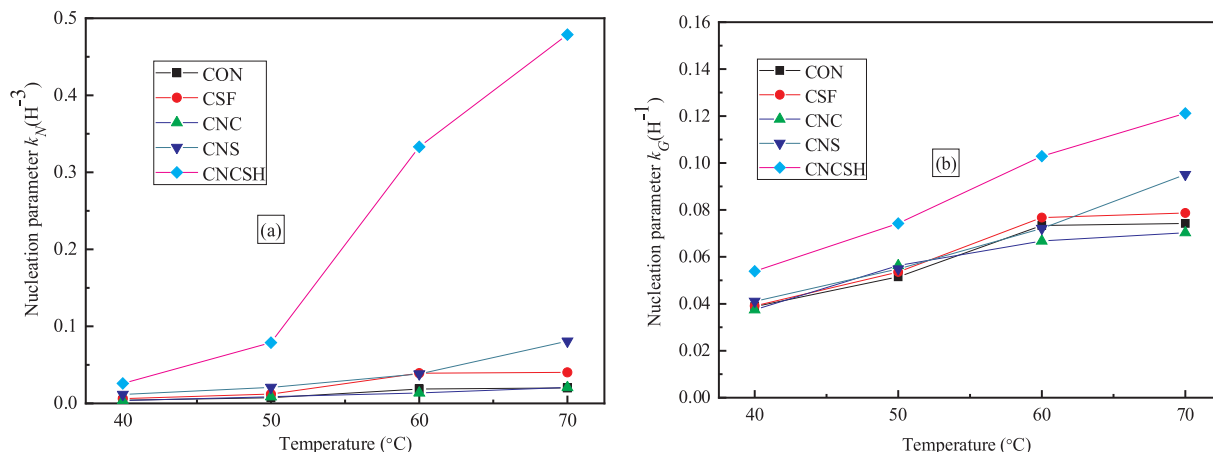 0.5
0.4
0.3
0.2
0.1
0.0
Nucleation parameter k_N(H^-3)
CON
CSF
CNC
CNS
CNCSH
(a)
40 50 60 70
Temperature (°C)
0.16
0.14
0.12
0.10
0.08
0.06
0.04
0.02
0.00
Nucleation parameter k_G(H^-1)
CON
CSF
CNC
CNS
CNCSH
(b)
40 50 60 70
Temperature (°C)